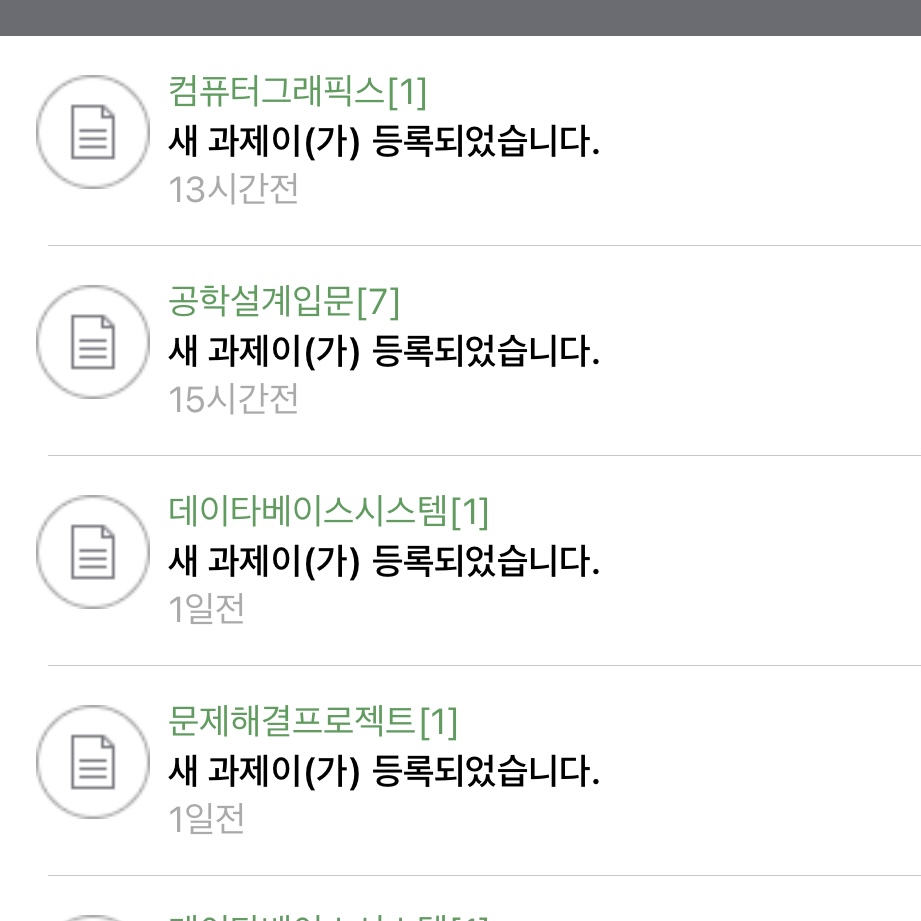 컴퓨터그래픽스[1]
새 과제이(가) 등록되었습니다.
13시간전
공학설계입문[7]
새 과제이(가) 등록되었습니다.
15시간전
데이타베이스시스템[1]
새 과제이(가) 등록되었습니다.
1일전
문제해결프로젝트[1]
새 과제이(가) 등록되었습니다.
1일전